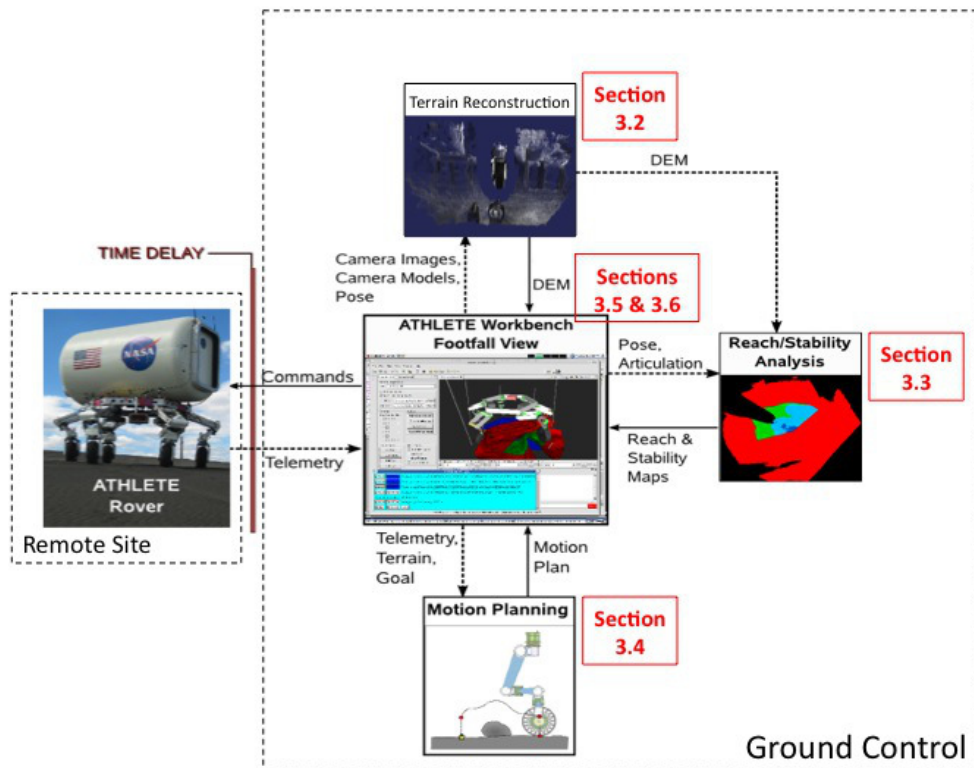 Terrain Reconstruction
Section
3.2
DEM
TIME DELAY
Camera Images,
Camera Models,
Pose
DEM
Sections
3.5 & 3.6
ATHLETE Workbench
Footfall View
Pose,
Articulation
Reach/Stability
Analysis
Section
3.3
NASA
Commands
Telemetry
Reach &
Stability
Maps
ATHLETE
Rover
Remote Site
Telemetry,
Terrain,
Goal
Motion
Plan
Motion Planning
Section
3.4
Ground Control